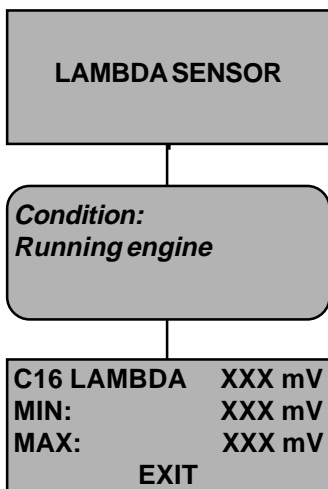 LAMBDA SENSOR
Condition:
Running engine
C16 LAMBDA XXX mV
MIN: XXX mV
MAX: XXX mV
EXIT